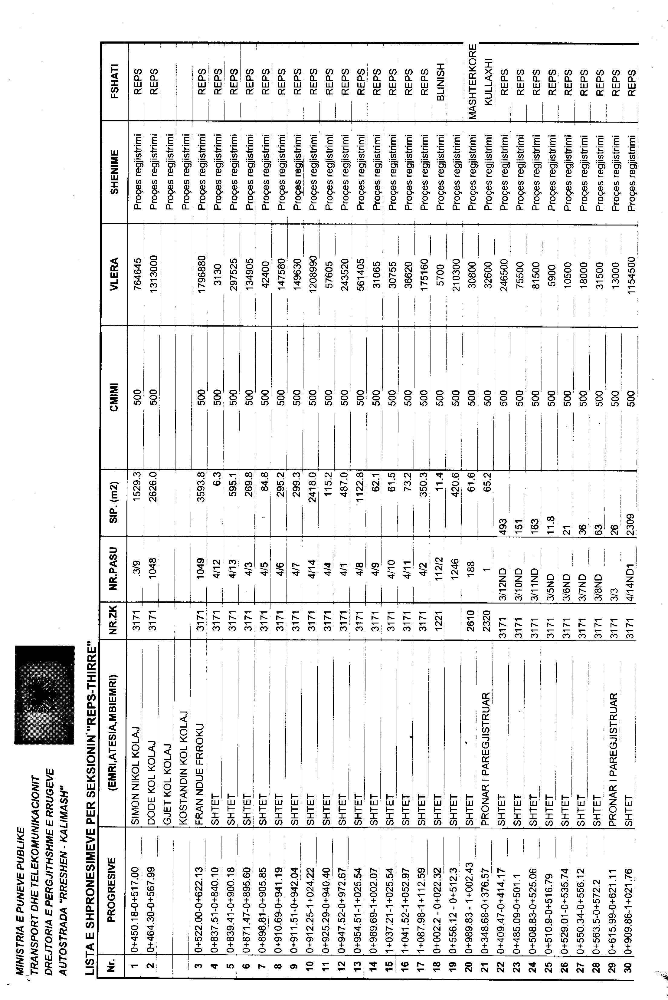 MINISTRIA E PUNEVE PUBLIKE
TRANSPORT DHE TELEKOMUNIKACIONIT
DREJTORIA E PERGJITHSHME E RRUGEVE
AUTOSTRADA "RRESHEN - KALIMASH"
LISTA E SHPRONESIMEVE PER SEKSIONIN "REPS-THIRRE"
Nr. PROGRESIVE (EMRI,ATESIA,MBIEMRI) NR.ZK NR.PASU SIP. (m2) CMIMI VLERA SHENIME FSHATI
1 0+450.18-0+517.00 SIMON NIKOL KOLAJ 3171 .3/9 1529.3 500 764645 Proçes regjistrimi REPS
2 0+464.30-0+567.99 DODE KOL KOLAJ 3171 1048 2626.0 500 1313000 Proçes regjistrimi REPS
GJET KOL KOLAJ Proçes regjistrimi
KOSTANDIN KOL KOLAJ Proçes regjistrimi
3 0+522.00-0+622.13 FRAN NDUE FRROKU 3171 1049 3593.8 500 1796880 Proçes regjistrimi REPS
4 0+837.51-0+840.10 SHTET 3171 4/12 6.3 500 3130 Proçes regjistrimi REPS
5 0+839.41-0+900.18 SHTET 3171 4/13 595.1 500 297525 Proçes regjistrimi REPS
6 0+871.47-0+895.60 SHTET 3171 4/3 269.8 500 134905 Proçes regjistrimi REPS
7 0+898.81-0+905.85 SHTET 3171 4/5 84.8 500 42400 Proçes regjistrimi REPS
8 0+910.69-0+941.19 SHTET 3171 4/6 295.2 500 147580 Proçes regjistrimi REPS
9 0+911.51-0+942.04 SHTET 3171 4/7 299.3 500 149630 Proçes regjistrimi REPS
10 0+912.25-1+024.22 SHTET 3171 4/14 2418.0 500 1208990 Proçes regjistrimi REPS
11 0+925.29-0+940.40 SHTET 3171 4/4 115.2 500 57605 Proçes regjistrimi REPS
12 0+947.52-0+972.67 SHTET 3171 4/1 487.0 500 243520 Proçes regjistrimi REPS
13 0+954.51-1+025.54 SHTET 3171 4/8 1122.8 500 561405 Proçes regjistrimi REPS
14 0+989.69-1+002.07 SHTET 3171 4/9 62.1 500 31065 Proçes regjistrimi REPS
15 1+037.21-1+025.54 SHTET 3171 4/10 61.5 500 30755 Proçes regjistrimi REPS
16 1+041.52-1+052.97 SHTET 3171 4/11 73.2 500 36620 Proçes regjistrimi REPS
17 1+087.98-1+112.59 SHTET 3171 4/2 350.3 500 175160 Proçes regjistrimi REPS
18 0+002.2 - 0+022.32 SHTET 1221 112/2 11.4 500 5700 Proçes regjistrimi BLINISH
19 0+556.12 - 0+512.3 SHTET 1246 420.6 500 210300 Proçes regjistrimi
20 0+989.83 - 1+002.43 SHTET 2610 188 61.6 500 30800 Proçes regjistrimi MASHTERKORE
21 0+348.68-0+376.57 PRONAR I PAREGJISTRUAR 2320 1 65.2 500 32600 Proçes regjistrimi KULLAXHI
22 0+409.47-0+414.17 SHTET 3171 3/12ND 493 500 246500 Proçes regjistrimi REPS
23 0+485.09-0+501.1 SHTET 3171 3/10ND 151 500 75500 Proçes regjistrimi REPS
24 0+508.83-0+525.06 SHTET 3171 3/11ND 163 500 81500 Proçes regjistrimi REPS
25 0+510.9-0+516.79 SHTET 3171 3/5ND 11.8 500 5900 Proçes regjistrimi REPS
26 0+529.01-0+535.74 SHTET 3171 3/6ND 21 500 10500 Proçes regjistrimi REPS
27 0+550.34-0+556.12 SHTET 3171 3/7ND 36 500 18000 Proçes regjistrimi REPS
28 0+563.5-0+572.2 SHTET 3171 3/8ND 63 500 31500 Proçes regjistrimi REPS
29 0+615.99-0+621.11 PRONAR I PAREGJISTRUAR 3171 3/3 26 500 13000 Proçes regjistrimi REPS
30 0+909.86-1+021.76 SHTET 3171 4/14ND1 2309 500 1154500 Proçes regjistrimi REPS